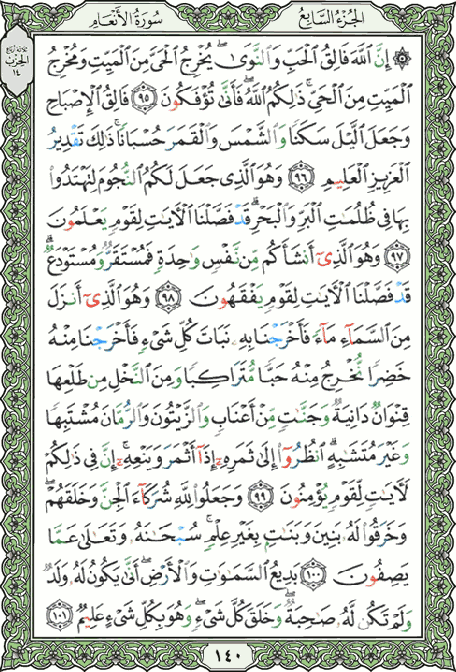 سُورَةُ الأَنْعَامِ
الجُزْءُ السَّابِعُ
ثلاثة أرباع
الحزب
١٤
۞ إِنَّ ٱللَّهَ فَالِقُ ٱلْحَبِّ وَٱلنَّوَىٰ ۖ يُخْرِجُ ٱلْحَىَّ مِنَ ٱلْمَيِّتِ وَمُخْرِجُ
ٱلْمَيِّتِ مِنَ ٱلْحَىِّ ۚ ذَٰلِكُمُ ٱللَّهُ ۖ فَأَنَّىٰ تُؤْفَكُونَ ٩٥ فَالِقُ ٱلْإِصْبَاحِ
وَجَعَلَ ٱلَّيْلَ سَكَنًا وَٱلشَّمْسَ وَٱلْقَمَرَ حُسْبَانًا ۚ ذَٰلِكَ تَقْدِيرُ
ٱلْعَزِيزِ ٱلْعَلِيمِ ٩٦ وَهُوَ ٱلَّذِى جَعَلَ لَكُمُ ٱلنُّجُومَ لِتَهْتَدُوا۟
بِهَا فِى ظُلُمَٰتِ ٱلْبَرِّ وَٱلْبَحْرِ ۗ قَدْ فَصَّلْنَا ٱلْءَايَٰتِ لِقَوْمٍ يَعْلَمُونَ
٩٧ وَهُوَ ٱلَّذِىٓ أَنشَأَكُم مِّن نَّفْسٍ وَٰحِدَةٍ فَمُسْتَقَرٌّ وَمُسْتَوْدَعٌ ۗ
قَدْ فَصَّلْنَا ٱلْءَايَٰتِ لِقَوْمٍ يَفْقَهُونَ ٩٨ وَهُوَ ٱلَّذِىٓ أَنزَلَ
مِنَ ٱلسَّمَآءِ مَآءً فَأَخْرَجْنَا بِهِۦ نَبَاتَ كُلِّ شَىْءٍ فَأَخْرَجْنَا مِنْهُ
خَضِرًا نُّخْرِجُ مِنْهُ حَبًّا مُّتَرَاكِبًا وَمِنَ ٱلنَّخْلِ مِن طَلْعِهَا
قِنْوَانٌ دَانِيَةٌ وَجَنَّٰتٍ مِّنْ أَعْنَابٍ وَٱلزَّيْتُونَ وَٱلرُّمَّانَ مُشْتَبِهًا
وَغَيْرَ مُتَشَٰبِهٍ ۗ ٱنظُرُوٓا۟ إِلَىٰ ثَمَرِهِۦٓ إِذَآ أَثْمَرَ وَيَنْعِهِۦٓ ۚ إِنَّ فِى ذَٰلِكُمْ
لَءَايَٰتٍ لِّقَوْمٍ يُؤْمِنُونَ ٩٩ وَجَعَلُوا۟ لِلَّهِ شُرَكَآءَ ٱلْجِنَّ وَخَلَقَهُمْ ۖ
وَخَرَقُوا۟ لَهُۥ بَنِينَ وَبَنَٰتٍۭ بِغَيْرِ عِلْمٍ ۚ سُبْحَٰنَهُۥ وَتَعَٰلَىٰ عَمَّا
يَصِفُونَ ١٠٠ بَدِيعُ ٱلسَّمَٰوَٰتِ وَٱلْأَرْضِ ۖ أَنَّىٰ يَكُونُ لَهُۥ وَلَدٌ
وَلَمْ تَكُن لَّهُۥ صَٰحِبَةٌ ۖ وَخَلَقَ كُلَّ شَىْءٍ ۖ وَهُوَ بِكُلِّ شَىْءٍ عَلِيمٌ ١٠١
١٤٠